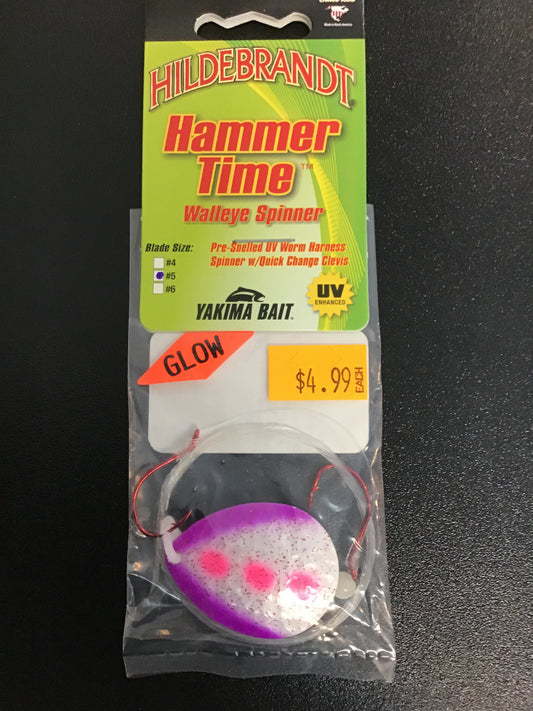 HILDEBRANDT®
Hammer
Time™
Walleye Spinner
Blade Size:
#4
#5
#6
Pre-Snelled UV Worm Harness
Spinner w/Quick Change Clevis
UV
ENHANCED
YAKIMA BAIT
GLOW
$4.99 EACH